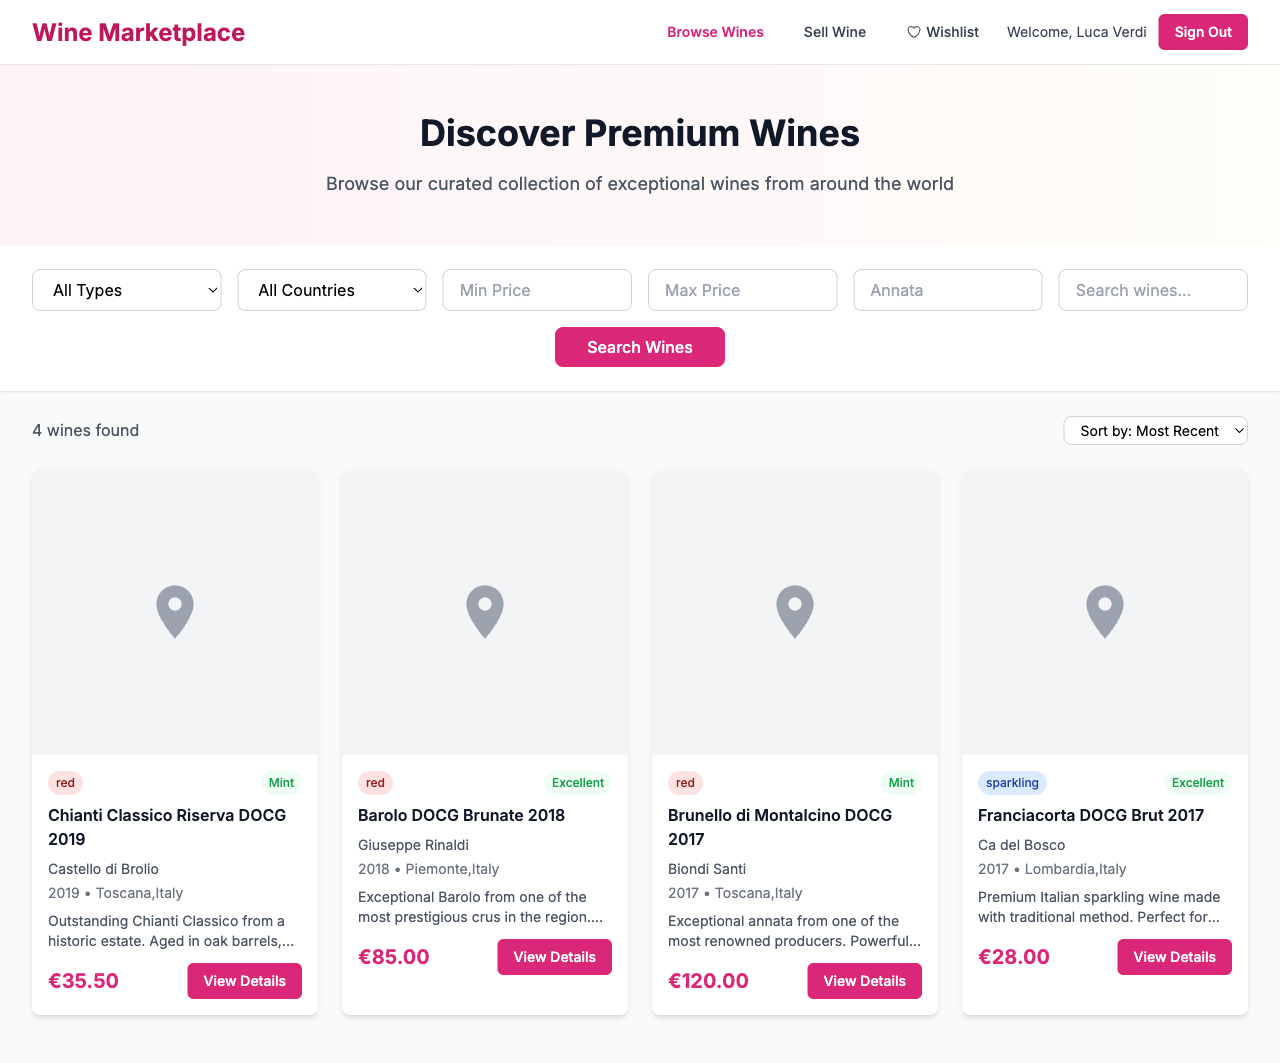 Wine Marketplace
Browse Wines
Sell Wine
Wishlist
Welcome, Luca Verdi
Sign Out
Discover Premium Wines
Browse our curated collection of exceptional wines from around the world
All Types
All Countries
Min Price
Max Price
Annata
Search wines...
Search Wines
4 wines found
Sort by: Most Recent
red
Mint
Chianti Classico Riserva DOCG
2019
Castello di Brolio
2019 • Toscana,Italy
Outstanding Chianti Classico from a
historic estate. Aged in oak barrels,...
€35.50
View Details
red
Excellent
Barolo DOCG Brunate 2018
Giuseppe Rinaldi
2018 • Piemonte,Italy
Exceptional Barolo from one of the
most prestigious crus in the region....
€85.00
View Details
red
Mint
Brunello di Montalcino DOCG
2017
Biondi Santi
2017 • Toscana,Italy
Exceptional annata from one of the
most renowned producers. Powerful...
€120.00
View Details
sparkling
Excellent
Franciacorta DOCG Brut 2017
Ca del Bosco
2017 • Lombardia,Italy
Premium Italian sparkling wine made
with traditional method. Perfect for...
€28.00
View Details